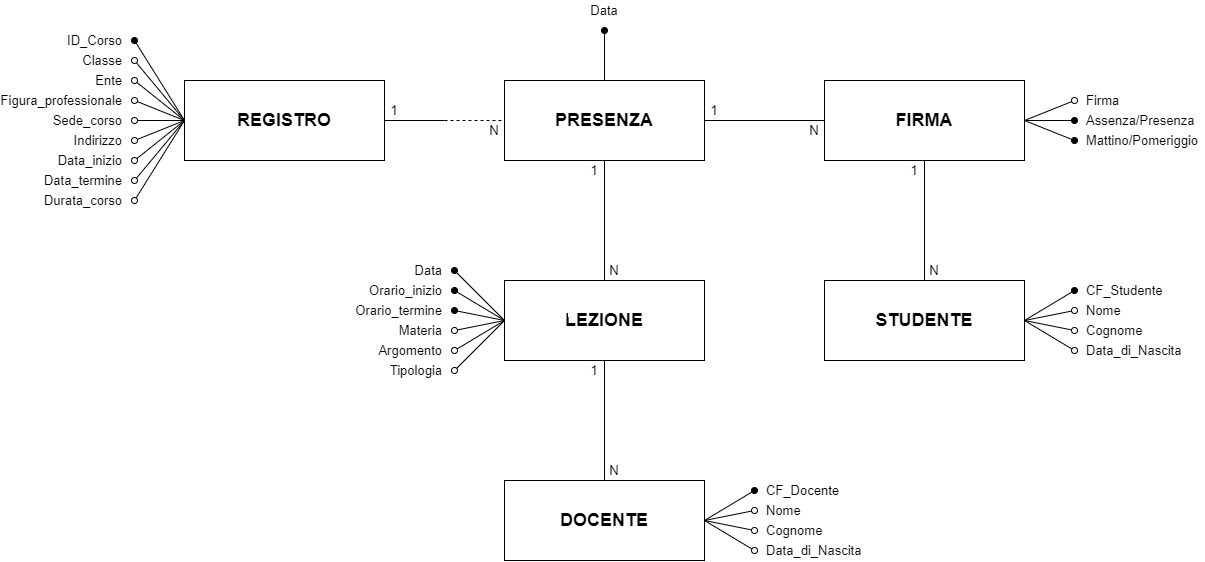 Data
ID_Corso
Classe
Ente
Figura_professionale
Sede_corso
Indirizzo
Data_inizio
Data_termine
Durata_corso
REGISTRO
1
N
PRESENZA
1
N
FIRMA
Firma
Assenza/Presenza
Mattino/Pomeriggio
1
N
1
N
Data
Orario_inizio
Orario_termine
Materia
Argomento
Tipologia
LEZIONE
STUDENTE
CF_Studente
Nome
Cognome
Data_di_Nascita
1
N
DOCENTE
CF_Docente
Nome
Cognome
Data_di_Nascita